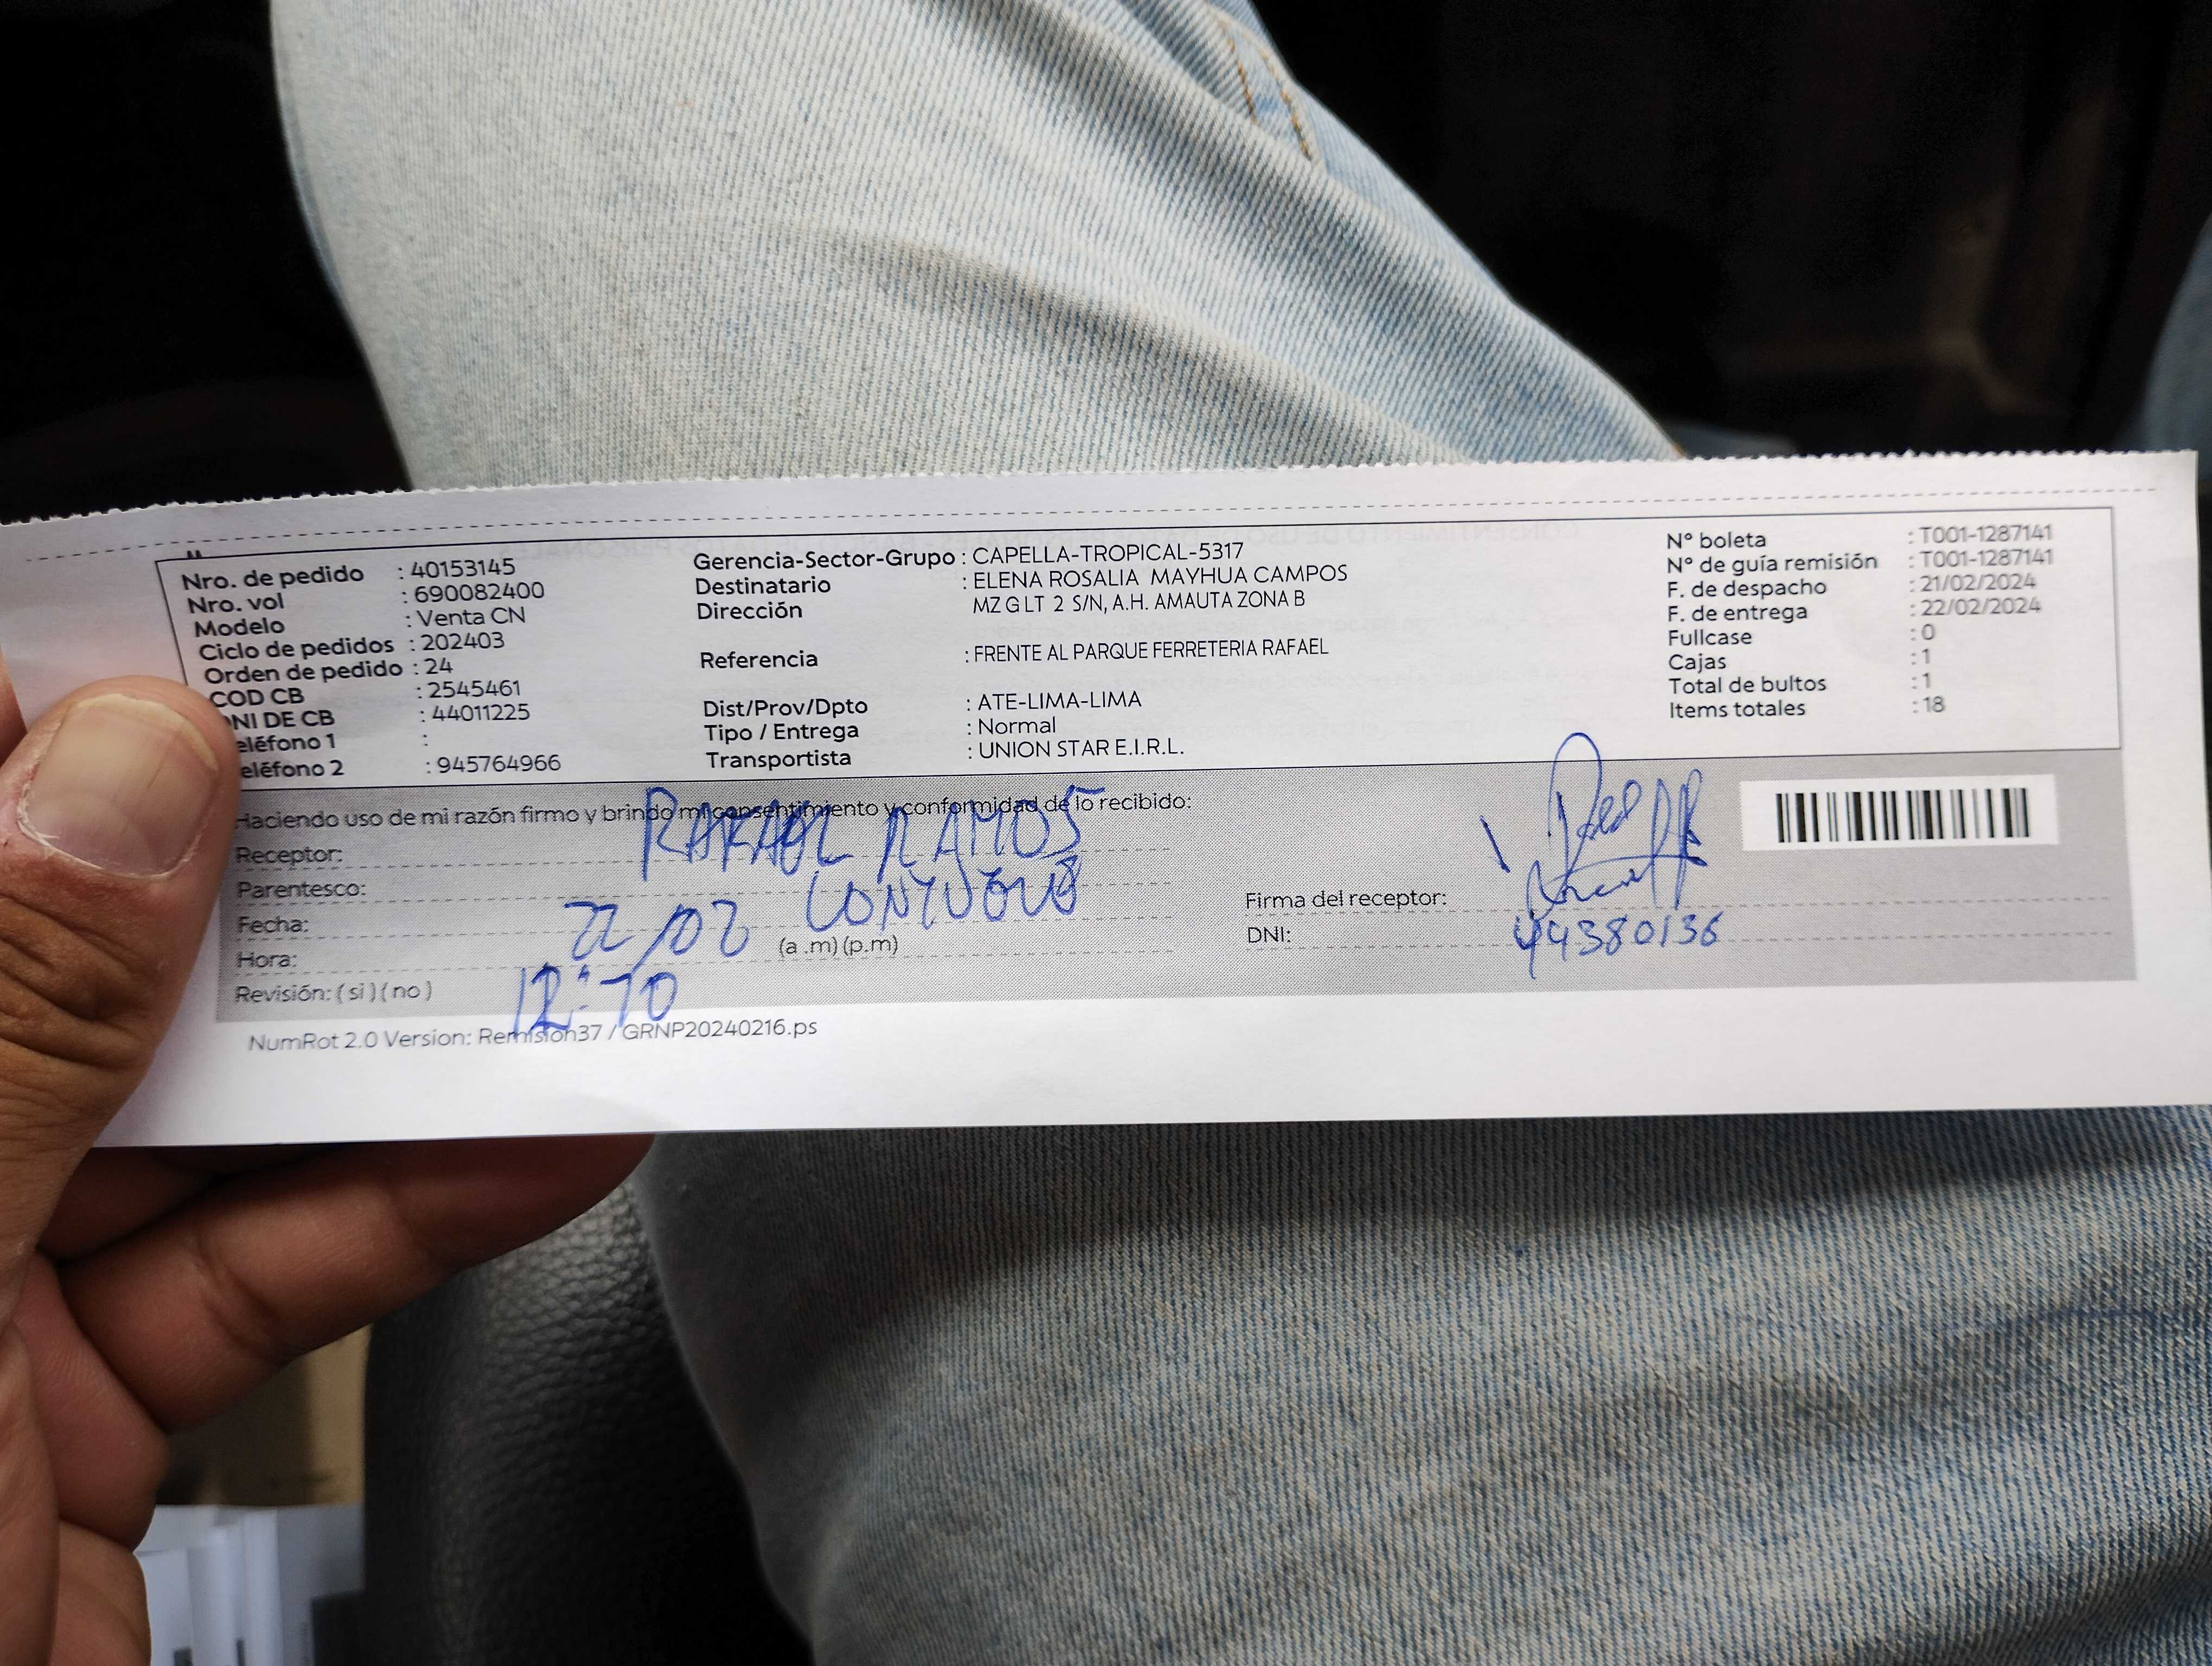 Nro. de pedido : 40153145
Nro. vol : 690082400
Modelo : Venta CN
Ciclo de pedidos : 202403
Orden de pedido : 24
COD CB : 2545461
NI DE CB : 44011225
eléfono 1 :
eléfono 2 : 945764966
Gerencia-Sector-Grupo : CAPELLA-TROPICAL-5317
Destinatario : ELENA ROSALIA MAYHUA CAMPOS
Dirección MZ G LT 2 S/N, A.H. AMAUTA ZONA B
Referencia : FRENTE AL PARQUE FERRETERIA RAFAEL
Dist/Prov/Dpto : ATE-LIMA-LIMA
Tipo / Entrega : Normal
Transportista : UNION STAR E.I.R.L.
N° boleta : T001-1287141
N° de guía remisión : T001-1287141
F. de despacho : 21/02/2024
F. de entrega : 22/02/2024
Fullcase : 0
Cajas : 1
Total de bultos : 1
Items totales : 18
Haciendo uso de mi razón firmo y brindo mi consentimiento y conformidad de lo recibido:
Receptor: RAFAEL RAMOS
Parentesco:
Fecha: 22/02
Hora: (a .m) (p.m)
Revisión: ( si ) ( no )
Firma del receptor:
DNI: 44380136
NumRot 2.0 Version: Remision37 / GRNP20240216.ps